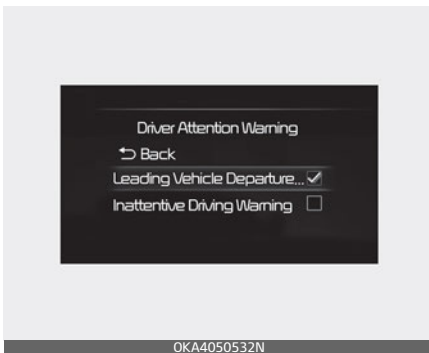 Driver Attention Warning
Back
Leading Vehicle Departure...
Inattentive Driving Warning
OKA4050532N